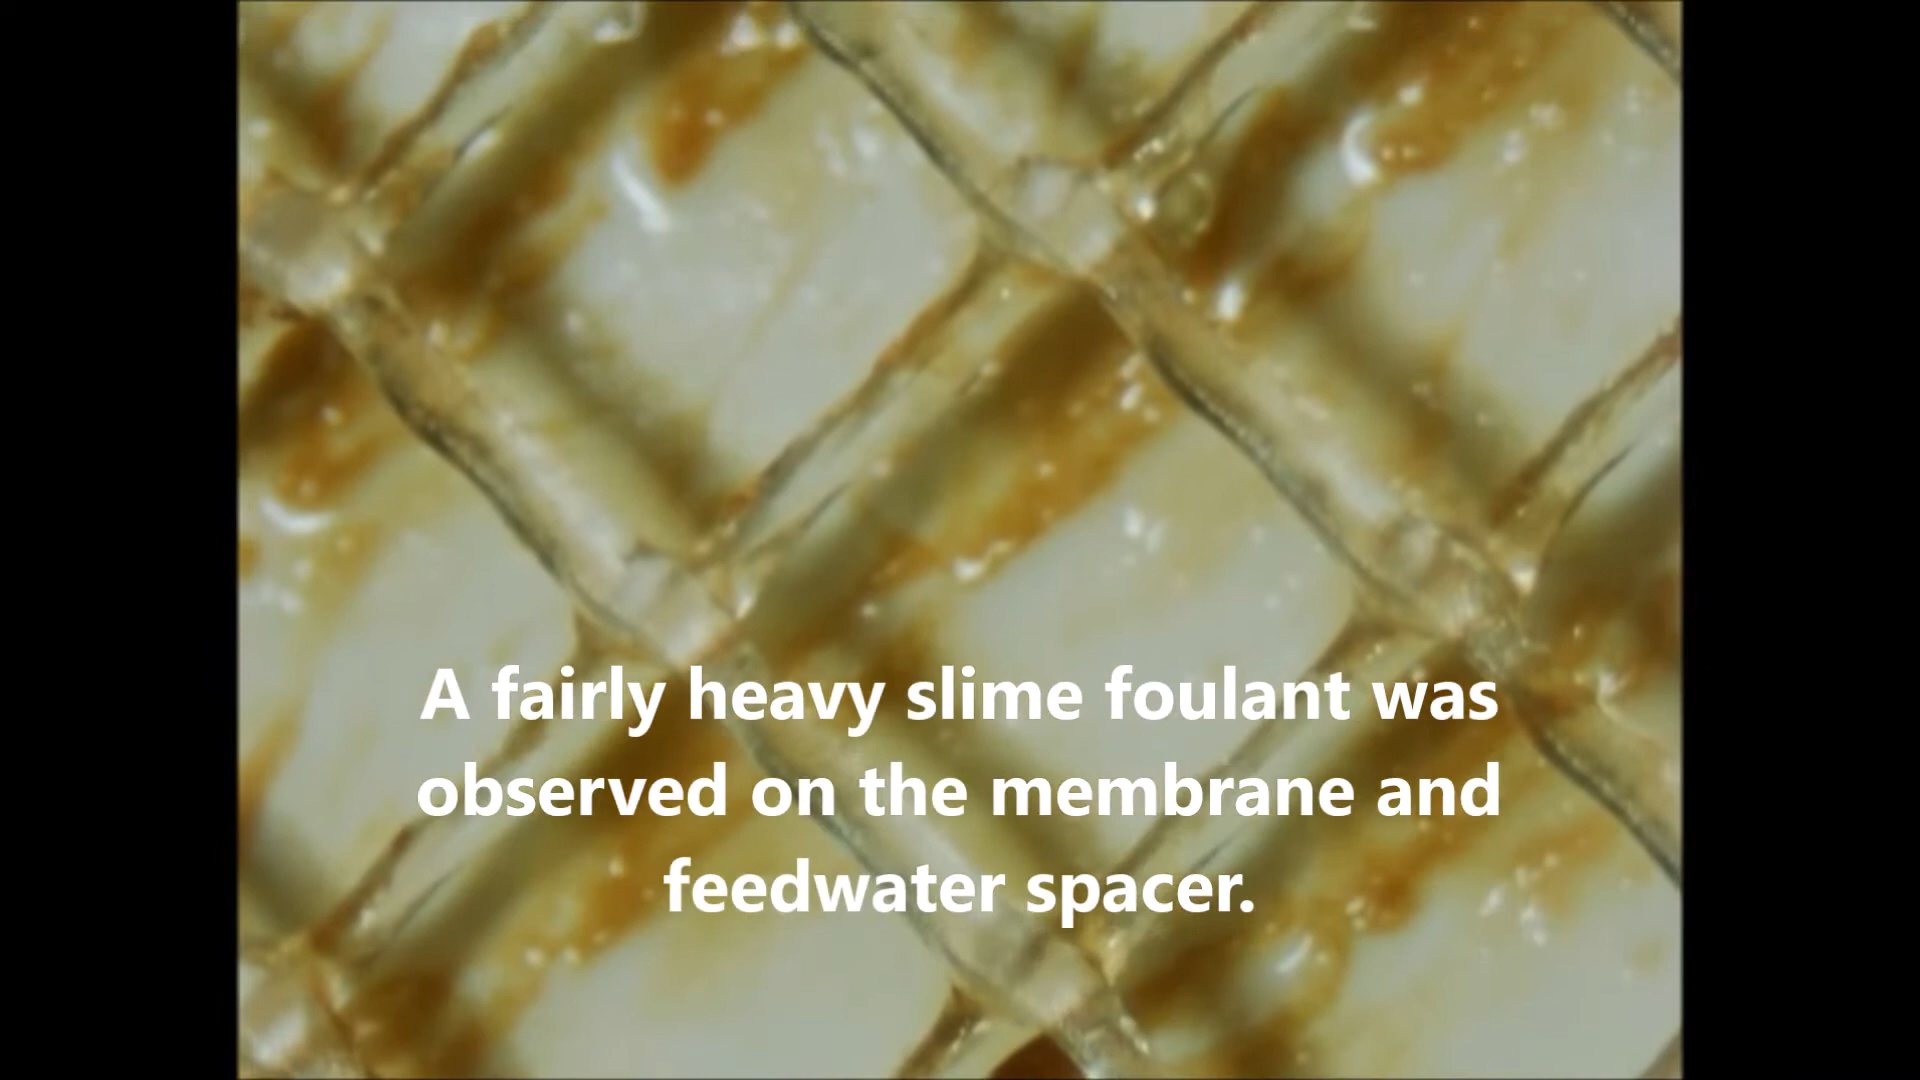 A fairly heavy slime foulant was
observed on the membrane and
feedwater spacer.